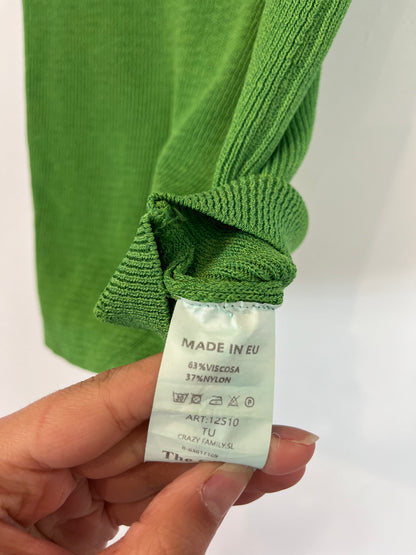 MADE IN EU
63%VISCOSA
37%NYLON
ART:12510
TU
CRAZY FAMILY.SL